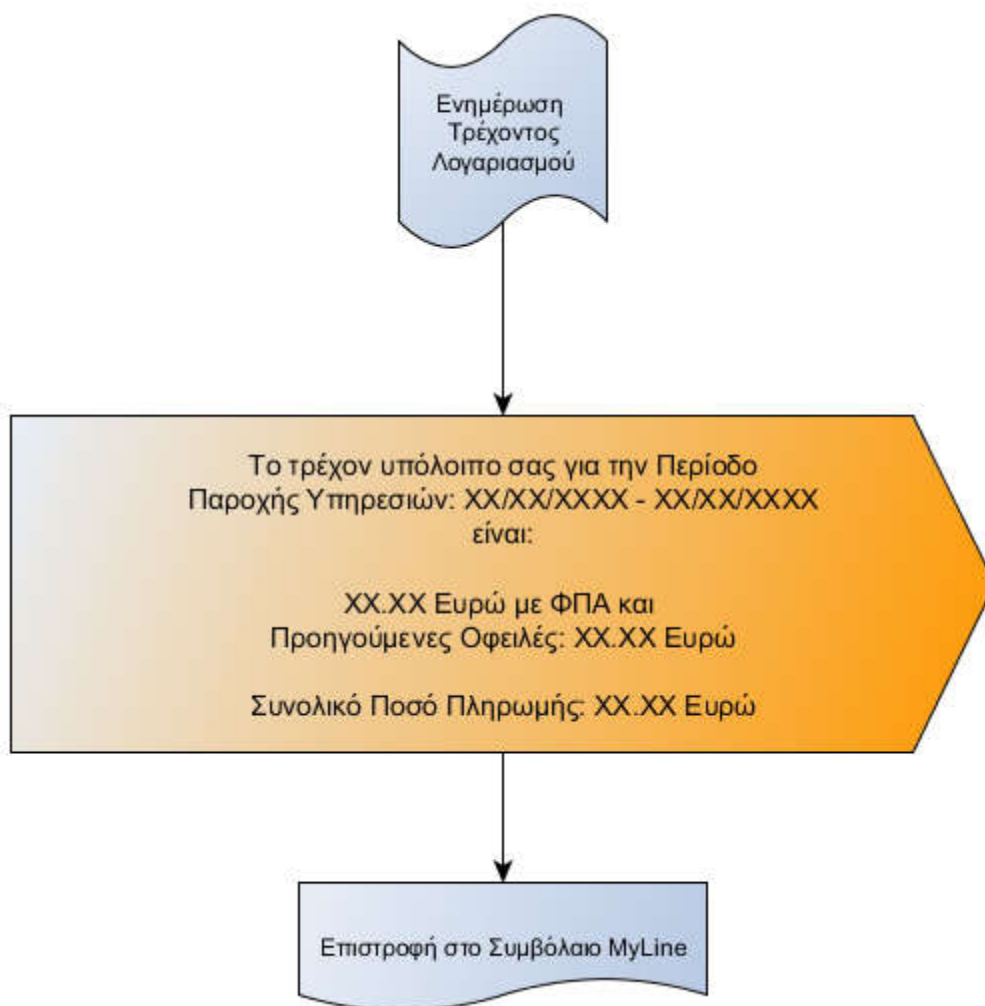 Ενημέρωση
Τρέχοντος
Λογαριασμού
Το τρέχον υπόλοιπο σας για την Περίοδο
Παροχής Υπηρεσιών: XX/XX/XXXX - XX/XX/XXXX
είναι:
XX.XX Ευρώ με ΦΠΑ και
Προηγούμενες Οφειλές: XX.XX Ευρώ
Συνολικό Ποσό Πληρωμής: XX.XX Ευρώ
Επιστροφή στο Συμβόλαιο MyLine